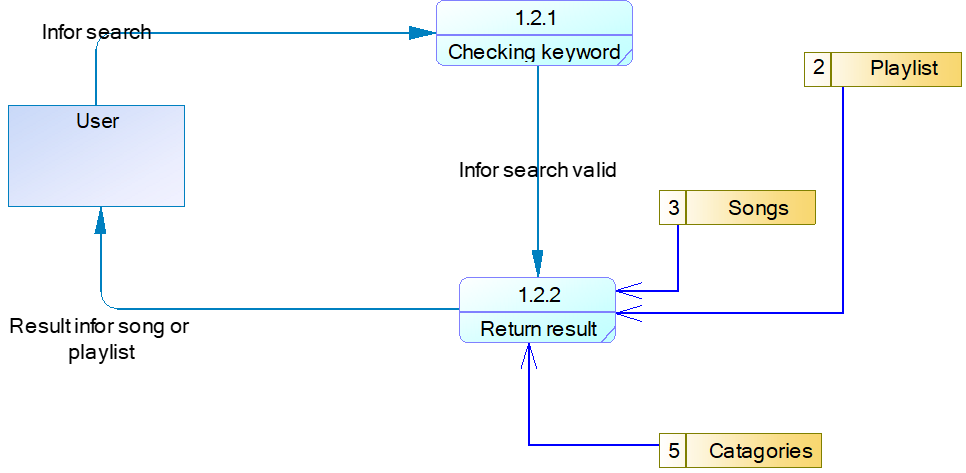 Infor search
1.2.1
Checking keyword
2 Playlist
User
Infor search valid
3 Songs
1.2.2
Return result
Result infor song or
playlist
5 Catagories